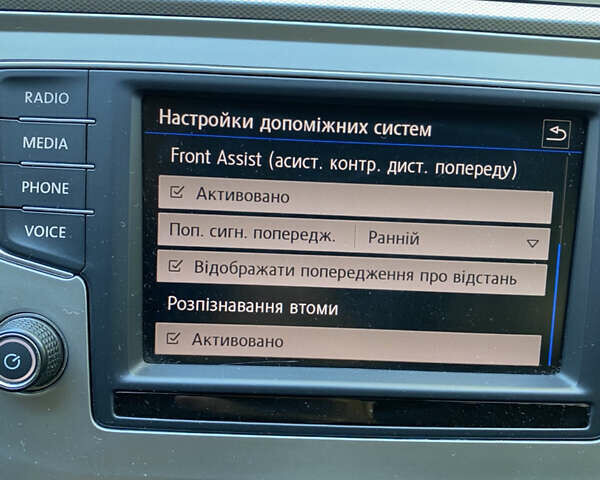 RADIO
MEDIA
PHONE
VOICE
Настройки допоміжних систем
Front Assist (асист. контр. дист. попереду)
Активовано
Поп. сигн. попередж. Ранній
Відображати попередження про відстань
Розпізнавання втоми
Активовано